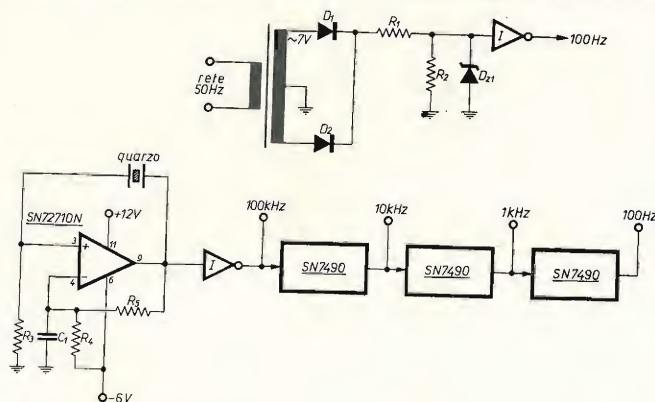 D1
~7V
R1
I
100Hz
rete
50Hz
R2
Dz1
D2
quarzo
SN72710N
+12V
3
+
11
9
4
−
6
R5
I
100kHz
10kHz
1kHz
100Hz
SN7490
SN7490
SN7490
R3
C1
R4
−6V